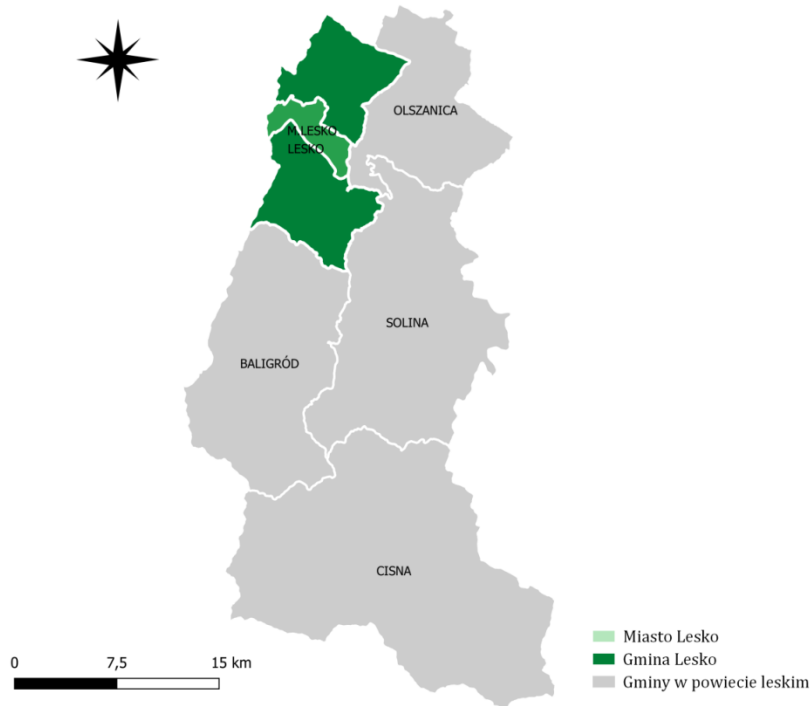 OLSZANICA
M.LESKO
LESKO
SOLINA
BALIGRÓD
CISNA
0 7,5 15 km
Miasto Lesko
Gmina Lesko
Gminy w powiecie leskim